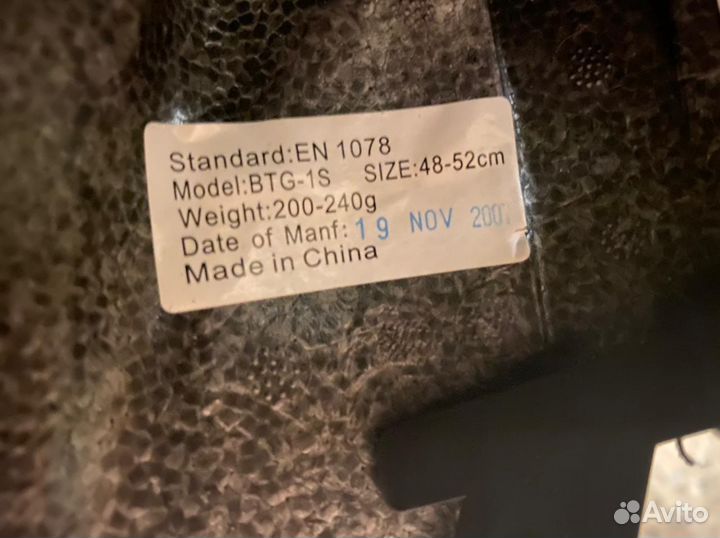 Standard:EN 1078
Model:BTG-1S SIZE:48-52cm
Weight:200-240g
Date of Manf: 19 NOV
Made in China
Avito